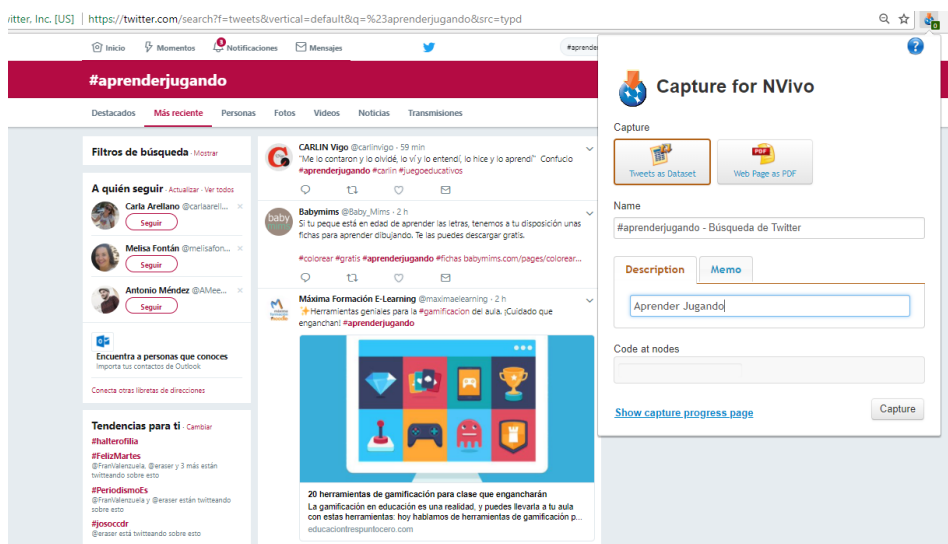 witter, Inc. [US] | https://twitter.com/search?f=tweets&vertical=default&q=%23aprenderjugando&src=typd
Inicio Momentos 9 Notificaciones Mensajes #aprende
#aprenderjugando
Destacados Más reciente Personas Fotos Videos Noticias Transmisiones
Filtros de búsqueda · Mostrar
A quién seguir · Actualizar · Ver todos
Carla Arellano @carlaarell... ×
Seguir
Melisa Fontán @melisafon... ×
Seguir
Antonio Méndez @AMee... ×
Seguir
Encuentra a personas que conoces
Importa tus contactos de Outlook
Conecta otras libretas de direcciones
Tendencias para ti · Cambiar
#halterofilia
#FelizMartes
@FranValenzuela, @eraser y 3 más están
twitteando sobre esto
#PeriodismoEs
@FranValenzuela y @eraser están twitteando
sobre esto
#josoccdr
@eraser está twitteando sobre esto
CARLIN Vigo @carlinvigo · 59 min
"Me lo contaron y lo olvidé, lo ví y lo entendí, lo hice y lo aprendí" Confucio
#aprenderjugando #carlin #juegoeducativos
baby
Babymims @Baby_Mims · 2 h
Si tu peque está en edad de aprender las letras, tenemos a tu disposición unas
fichas para aprender dibujando. Te las puedes descargar gratis.
#colorear #gratis #aprenderjugando #fichas babymims.com/pages/colorear...
Máxima Formación E-Learning @maximaelearning · 2 h
Herramientas geniales para la #gamificacion del aula. ¡Cuidado que
enganchan! #aprenderjugando
20 herramientas de gamificación para clase que engancharán
La gamificación en educación es una realidad, y puedes llevarla a tu aula
con estas herramientas: hoy hablamos de herramientas de gamificación p...
educaciontrespuntocero.com
?
Capture for NVivo
Capture
Tweets as Dataset
PDF
Web Page as PDF
Name
#aprenderjugando - Búsqueda de Twitter
Description Memo
Aprender Jugando
Code at nodes
Show capture progress page Capture